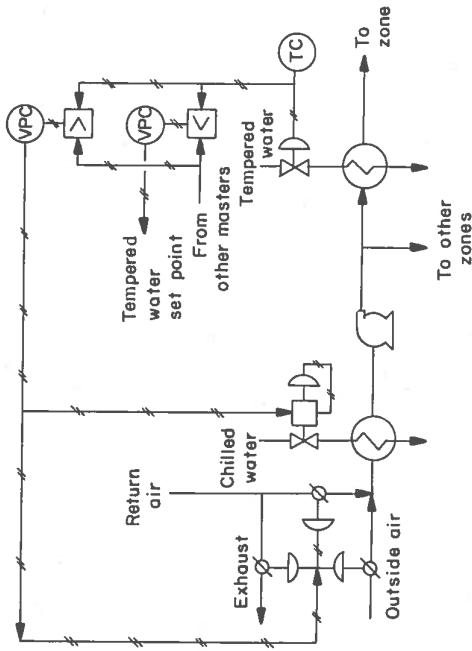 VPC
>
VPC
<
TC
Tempered
water
set point
From
other masters
Tempered
water
To
zone
To other
zones
Return
air
Chilled
water
Exhaust
Outside air